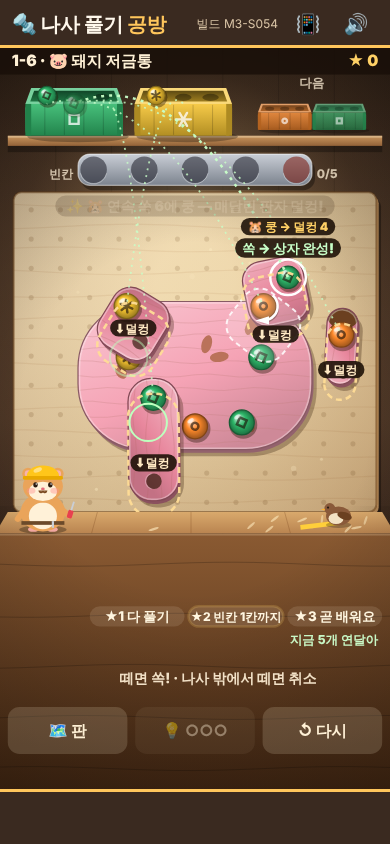 나사 풀기 공방
빌드 M3-S054
1-6 · 돼지 저금통
★ 0
다음
빈칸
0/5
쿵 → 덜컹 4
쏙 → 상자 완성!
⬇덜컹
⬇덜컹
⬇덜컹
⬇덜컹
★1 다 풀기
★2 빈칸 1칸까지
★3 곧 배워요
지금 5개 연달아
떼면 쏙! · 나사 밖에서 떼면 취소
판
다시